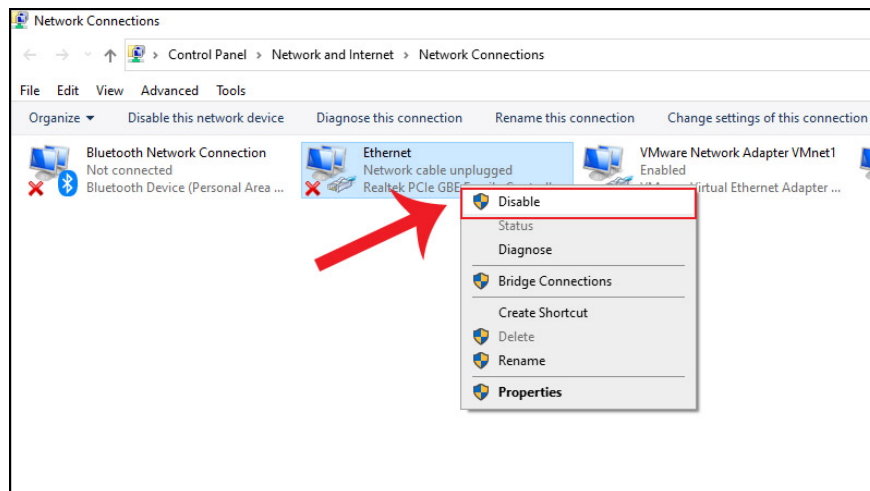 Network Connections
Control Panel > Network and Internet > Network Connections
File Edit View Advanced Tools
Organize Disable this network device Diagnose this connection Rename this connection Change settings of this connection
Bluetooth Network Connection
Not connected
Bluetooth Device (Personal Area ...
Ethernet
Network cable unplugged
Realtek PCIe GBE
VMware Network Adapter VMnet1
Enabled
Virtual Ethernet Adapter ...
Disable
Status
Diagnose
Bridge Connections
Create Shortcut
Delete
Rename
Properties